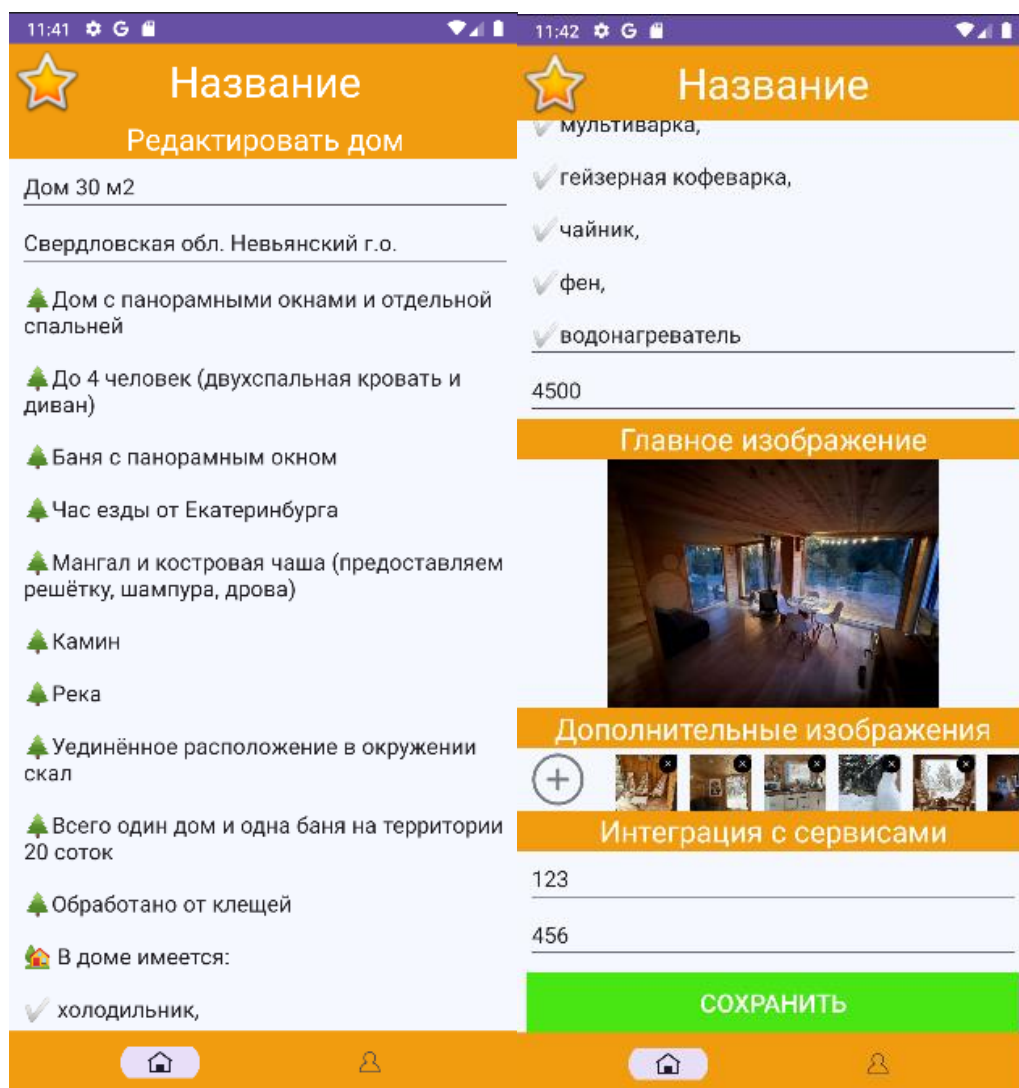 11:41
Название
Редактировать дом
Дом 30 м2
Свердловская обл. Невьянский г.о.
🌲Дом с панорамными окнами и отдельной
спальней
🌲До 4 человек (двухспальная кровать и
диван)
🌲Баня с панорамным окном
🌲Час езды от Екатеринбурга
🌲Мангал и костровая чаша (предоставляем
решётку, шампура, дрова)
🌲Камин
🌲Река
🌲Уединённое расположение в окружении
скал
🌲Всего один дом и одна баня на территории
20 соток
🌲Обработано от клещей
🏡 В доме имеется:
✔ холодильник,
11:42
Название
✔мультиварка,
✔гейзерная кофеварка,
✔чайник,
✔фен,
✔водонагреватель
4500
Главное изображение
Дополнительные изображения
Интеграция с сервисами
123
456
СОХРАНИТЬ